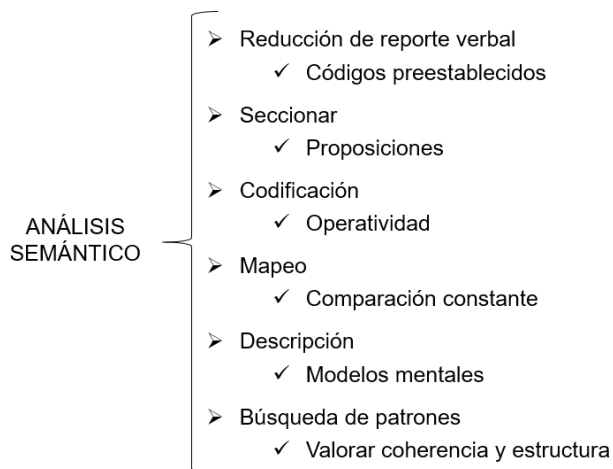 ANÁLISIS
SEMÁNTICO
Reducción de reporte verbal
Códigos preestablecidos
Seccionar
Proposiciones
Codificación
Operatividad
Mapeo
Comparación constante
Descripción
Modelos mentales
Búsqueda de patrones
Valorar coherencia y estructura